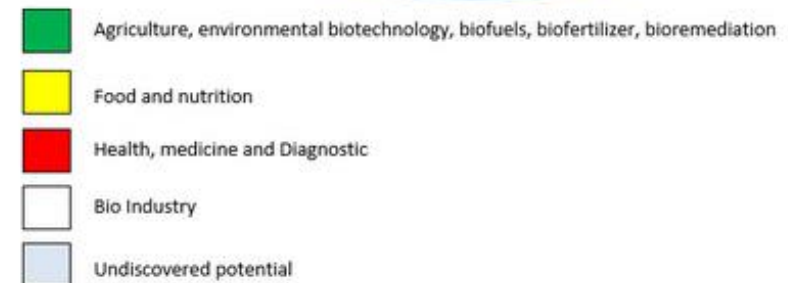 Agriculture, environmental biotechnology, biofuels, biofertilizer, bioremediation
Food and nutrition
Health, medicine and Diagnostic
Bio Industry
Undiscovered potential